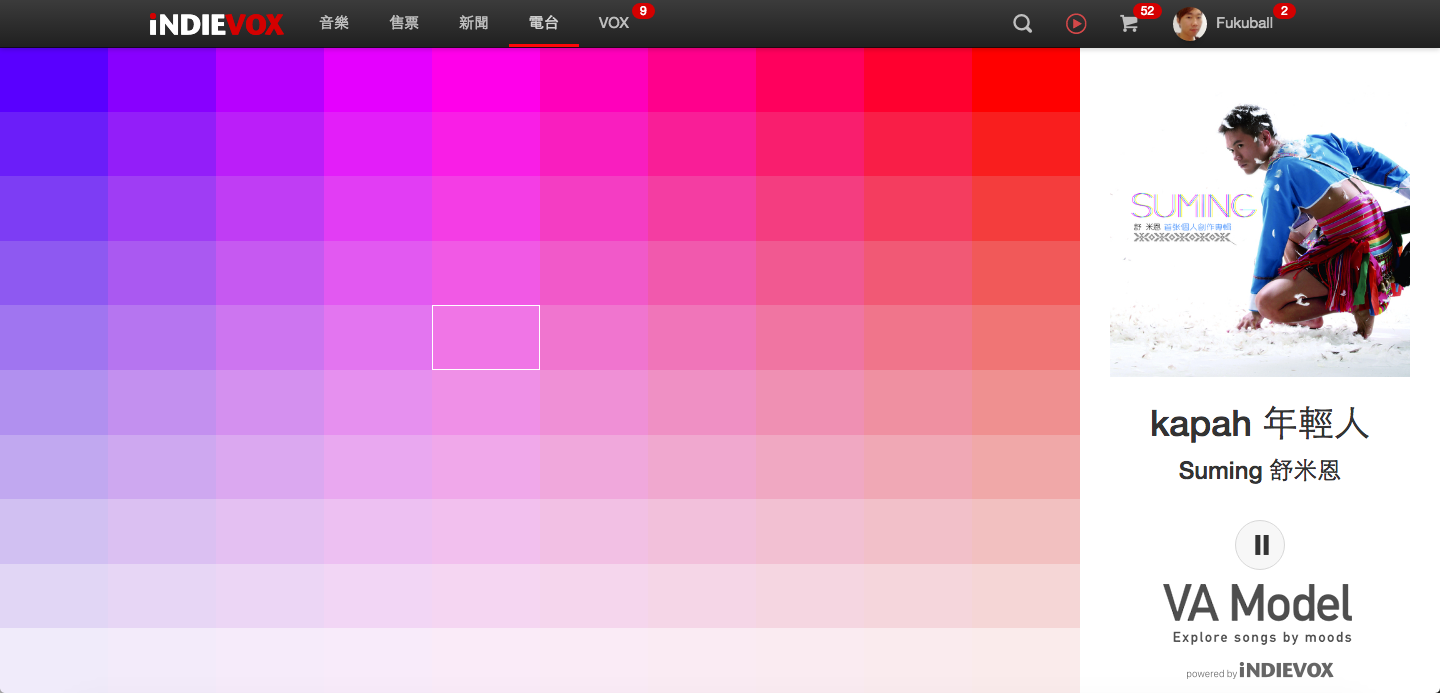 iNDIEVOX 音樂 售票 新聞 電台 VOX 9 52 Fukuball 2
SUMING
舒 米恩 首張個人創作專輯
kapah 年輕人
Suming 舒米恩
VA Model
Explore songs by moods
powered by iNDIEVOX